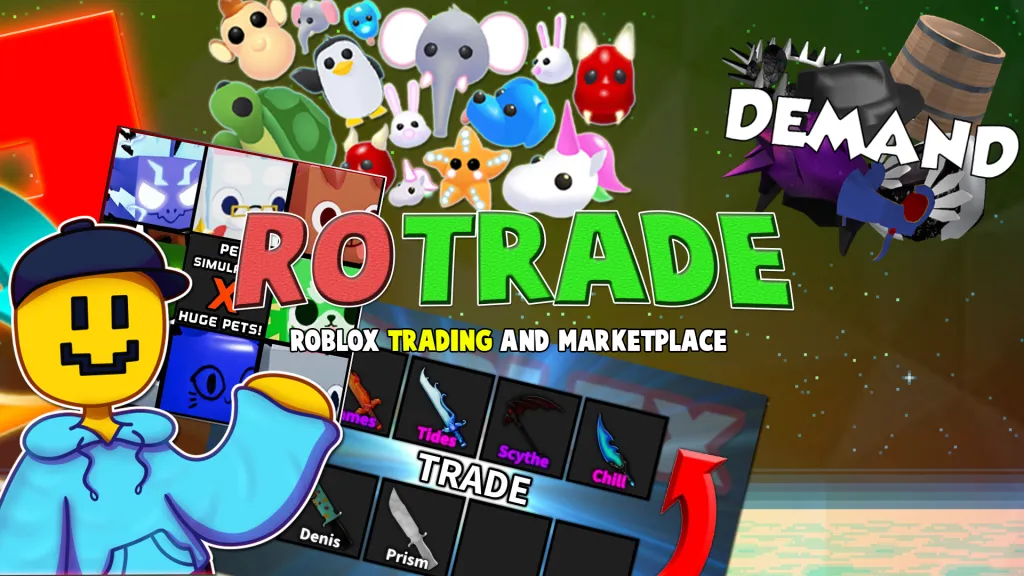 DEMAND
ROTRADE
HUGE PETS!
ROBLOX TRADING AND MARKETPLACE
Tides
Scythe
Chill
TRADE
Denis
Prism